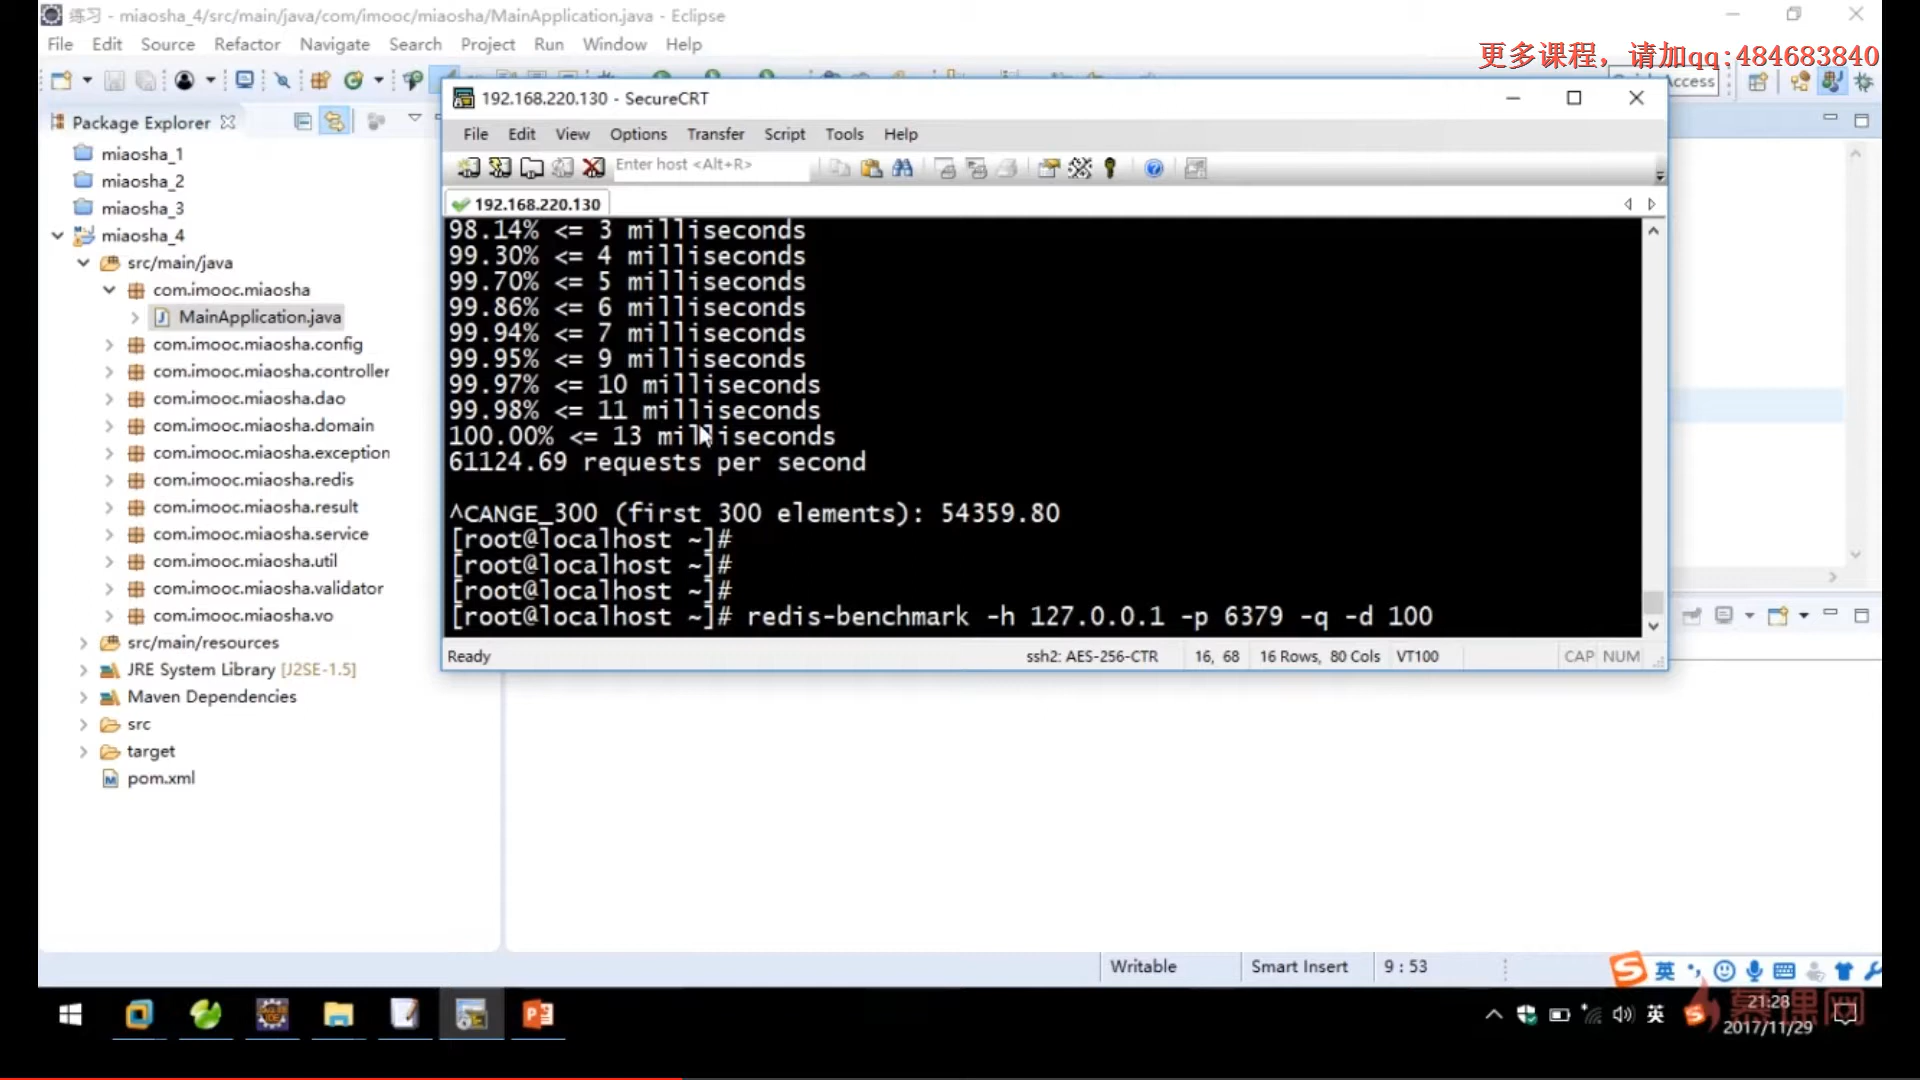 练习 - miaosha_4/src/main/java/com/imooc/miaosha/MainApplication.java - Eclipse
File Edit Source Refactor Navigate Search Project Run Window Help
更多课程，请加qq:484683840
Access
Package Explorer
miaosha_1
miaosha_2
miaosha_3
miaosha_4
src/main/java
com.imooc.miaosha
MainApplication.java
com.imooc.miaosha.config
com.imooc.miaosha.controller
com.imooc.miaosha.dao
com.imooc.miaosha.domain
com.imooc.miaosha.exception
com.imooc.miaosha.redis
com.imooc.miaosha.result
com.imooc.miaosha.service
com.imooc.miaosha.util
com.imooc.miaosha.validator
com.imooc.miaosha.vo
src/main/resources
JRE System Library [J2SE-1.5]
Maven Dependencies
src
target
pom.xml
192.168.220.130 - SecureCRT
File Edit View Options Transfer Script Tools Help
Enter host <Alt+R>
192.168.220.130
98.14% <= 3 milliseconds
99.30% <= 4 milliseconds
99.70% <= 5 milliseconds
99.86% <= 6 milliseconds
99.94% <= 7 milliseconds
99.95% <= 9 milliseconds
99.97% <= 10 milliseconds
99.98% <= 11 milliseconds
100.00% <= 13 milliseconds
61124.69 requests per second
^CANGE_300 (first 300 elements): 54359.80
[root@localhost ~]#
[root@localhost ~]#
[root@localhost ~]#
[root@localhost ~]# redis-benchmark -h 127.0.0.1 -p 6379 -q -d 100
Ready ssh2: AES-256-CTR 16, 68 16 Rows, 80 Cols VT100 CAP NUM
Writable Smart Insert 9 : 53
英
英
21:28
2017/11/29
慕课网